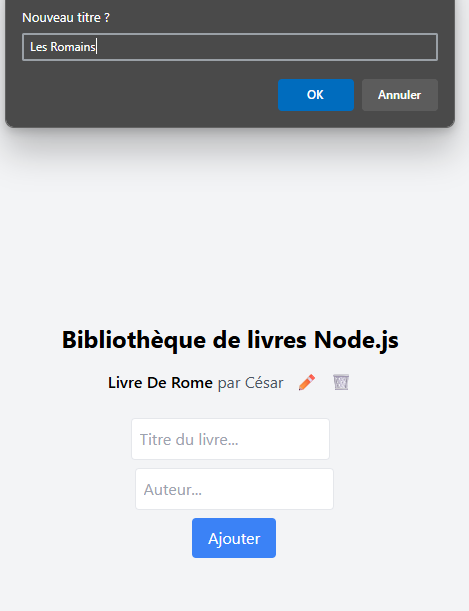 Nouveau titre ?
Les Romains
OK Annuler
Bibliothèque de livres Node.js
Livre De Rome par César
Titre du livre...
Auteur...
Ajouter